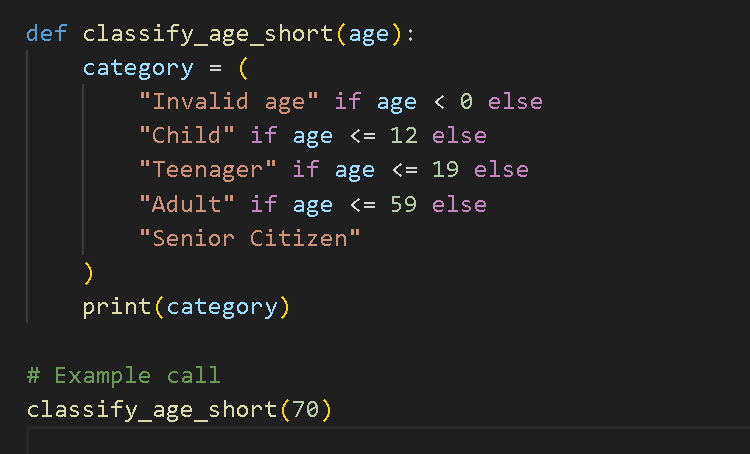 def classify_age_short(age):
    category = (
        "Invalid age" if age < 0 else
        "Child" if age <= 12 else
        "Teenager" if age <= 19 else
        "Adult" if age <= 59 else
        "Senior Citizen"
    )
    print(category)

# Example call
classify_age_short(70)